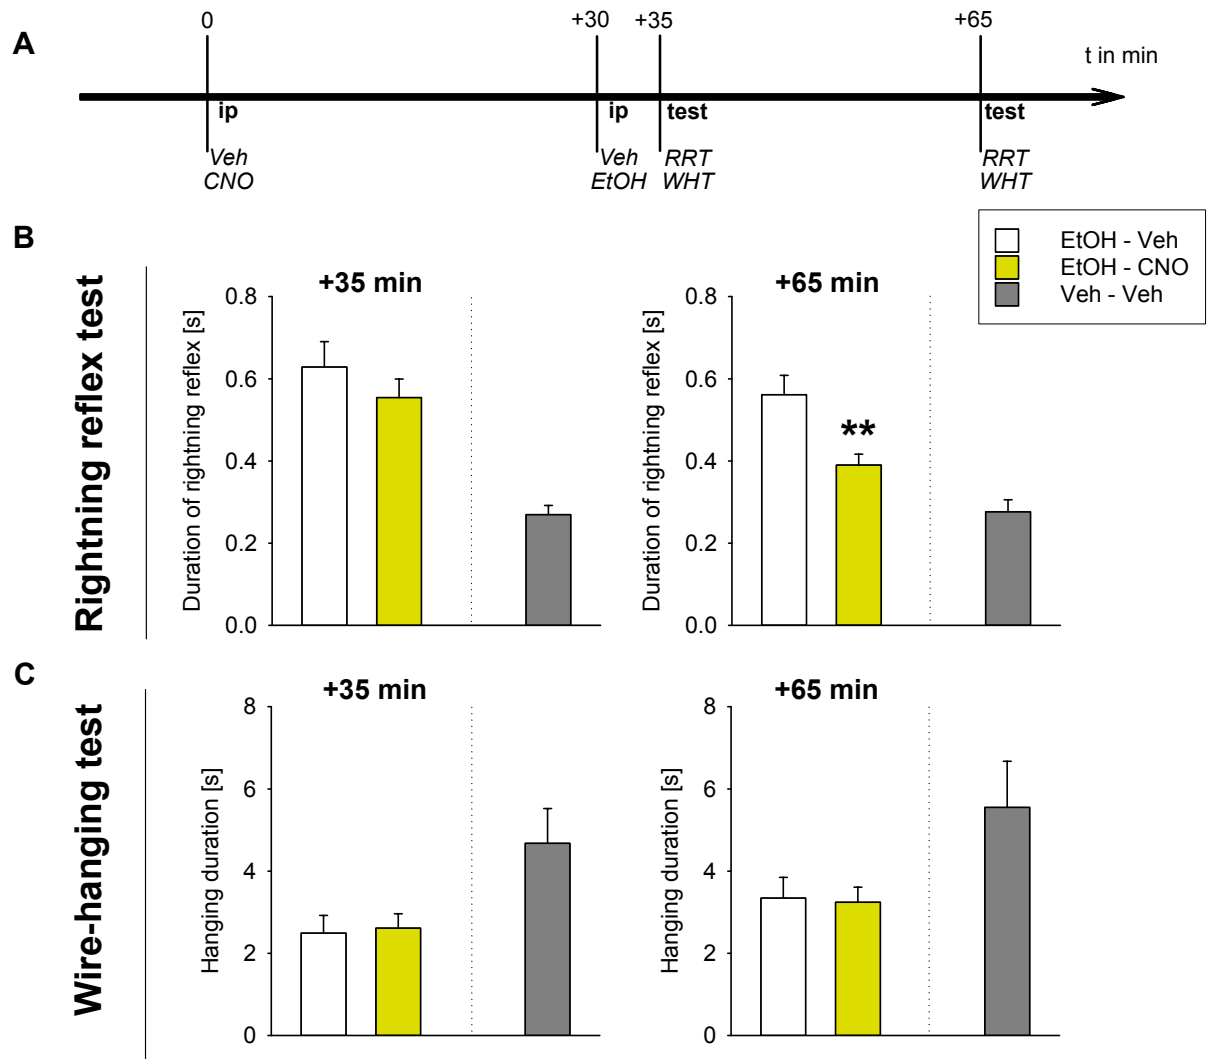 A
0 +30 +35 +65
t in min
ip ip test test
Veh Veh RRT RRT
CNO EtOH WHT WHT
EtOH - Veh
EtOH - CNO
Veh - Veh
B
Rightning reflex test
+35 min
Duration of rightning reflex [s]
0.8
0.6
0.4
0.2
0.0
+65 min
Duration of rightning reflex [s]
0.8
0.6
0.4
0.2
0.0
**
C
Wire-hanging test
+35 min
Hanging duration [s]
8
6
4
2
0
+65 min
Hanging duration [s]
8
6
4
2
0